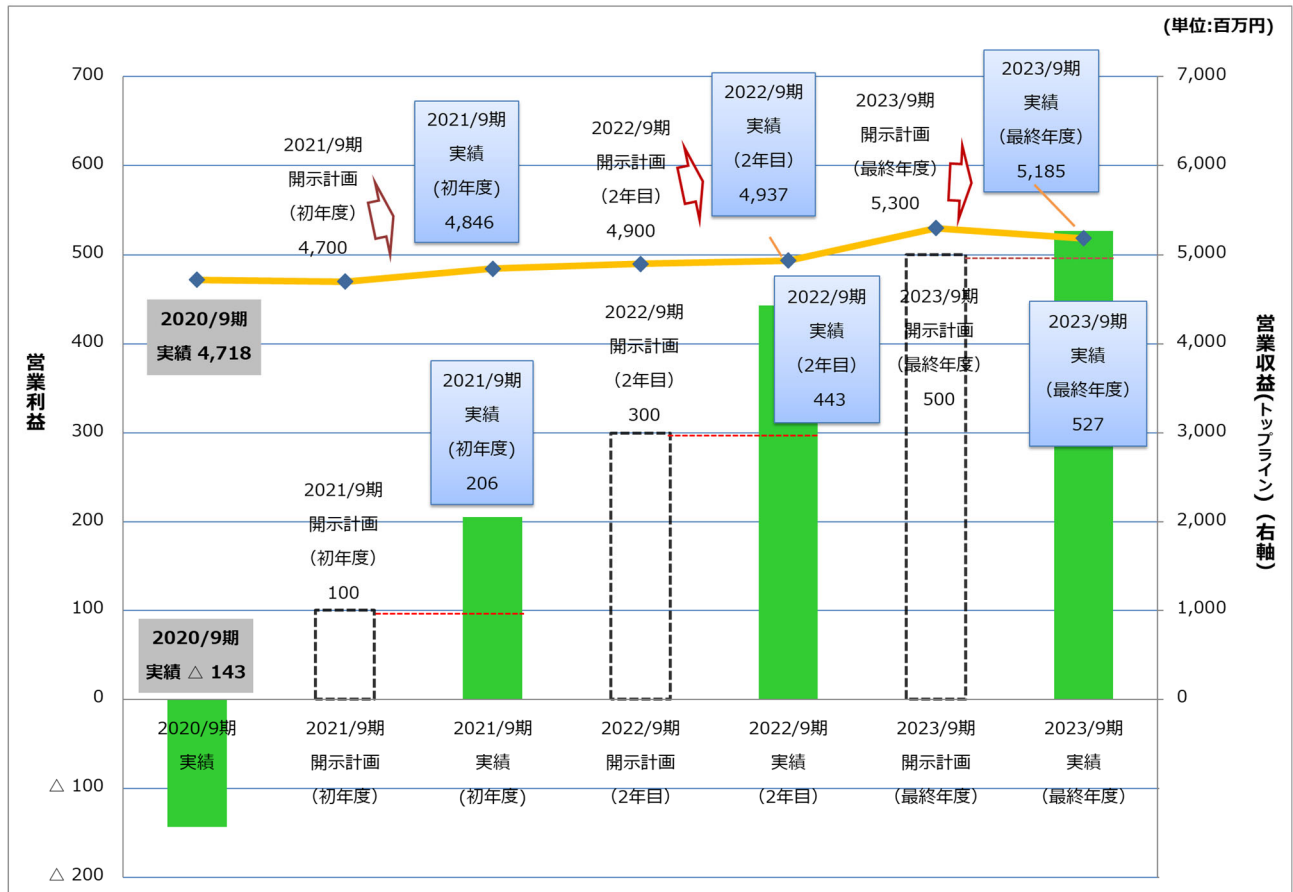 (単位:百万円)
700
600
500
400
300
200
100
0
△ 100
△ 200
営業利益
7,000
6,000
5,000
4,000
3,000
2,000
1,000
0
営業収益(トップライン)(右軸)
2020/9期
実績 4,718
2021/9期
開示計画
（初年度）
4,700
2021/9期
実績
(初年度)
4,846
2022/9期
開示計画
（2年目）
4,900
2022/9期
実績
（2年目）
4,937
2023/9期
開示計画
（最終年度）
5,300
2023/9期
実績
（最終年度）
5,185
2020/9期
実績 △ 143
2021/9期
開示計画
（初年度）
100
2021/9期
実績
(初年度)
206
2022/9期
開示計画
（2年目）
300
2022/9期
実績
（2年目）
443
2023/9期
開示計画
（最終年度）
500
2023/9期
実績
（最終年度）
527
2020/9期
実績
2021/9期
開示計画
（初年度）
2021/9期
実績
(初年度)
2022/9期
開示計画
（2年目）
2022/9期
実績
（2年目）
2023/9期
開示計画
（最終年度）
2023/9期
実績
（最終年度）